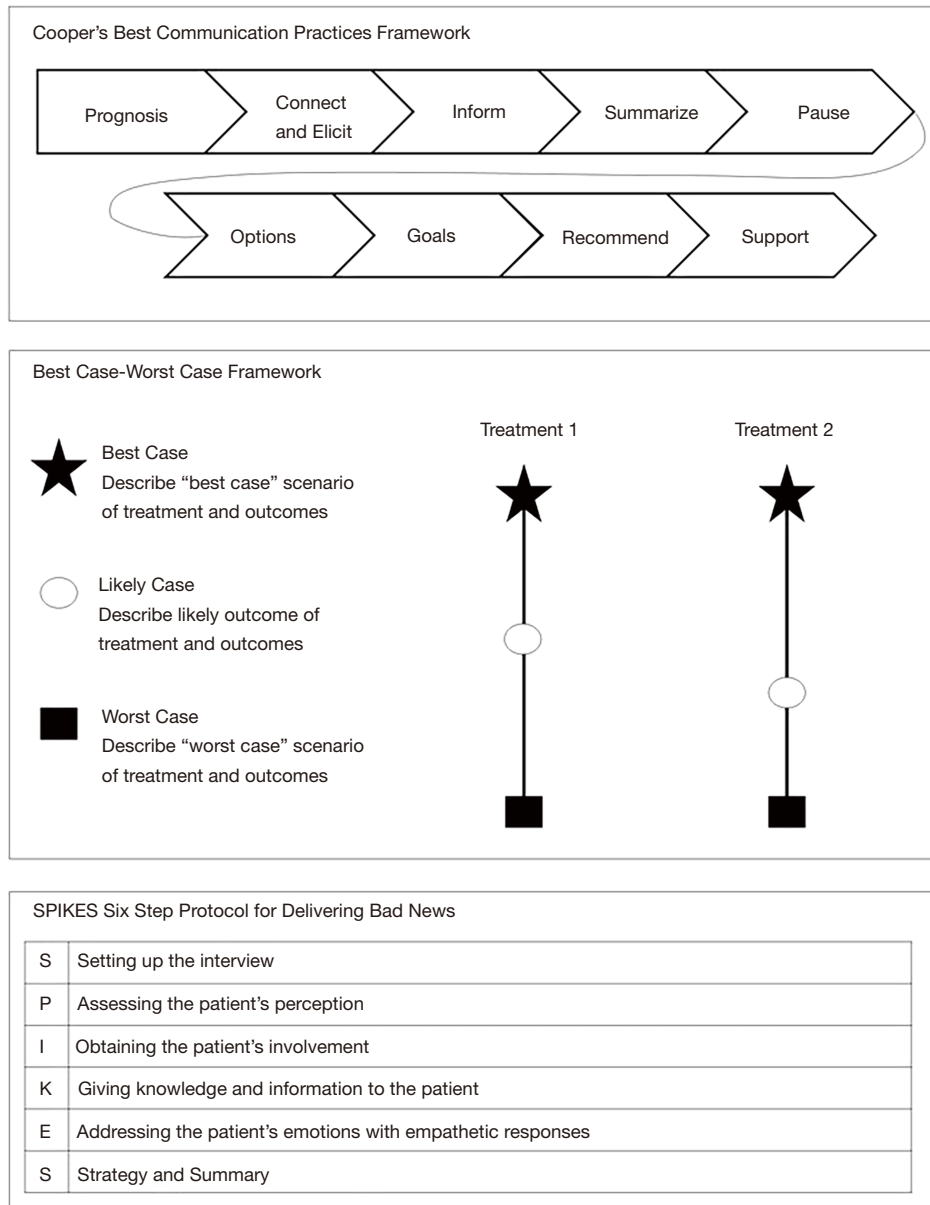 Cooper’s Best Communication Practices Framework
Prognosis
Connect
and Elicit
Inform
Summarize
Pause
Options
Goals
Recommend
Support
Best Case-Worst Case Framework
Treatment 1
Treatment 2
Best Case
Describe “best case” scenario
of treatment and outcomes
Likely Case
Describe likely outcome of
treatment and outcomes
Worst Case
Describe “worst case” scenario
of treatment and outcomes
SPIKES Six Step Protocol for Delivering Bad News
S Setting up the interview
P Assessing the patient’s perception
I Obtaining the patient’s involvement
K Giving knowledge and information to the patient
E Addressing the patient’s emotions with empathetic responses
S Strategy and Summary